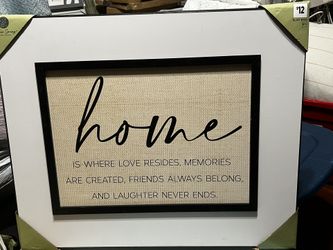 $12
home
IS WHERE LOVE RESIDES, MEMORIES
ARE CREATED, FRIENDS ALWAYS BELONG,
AND LAUGHTER NEVER ENDS.